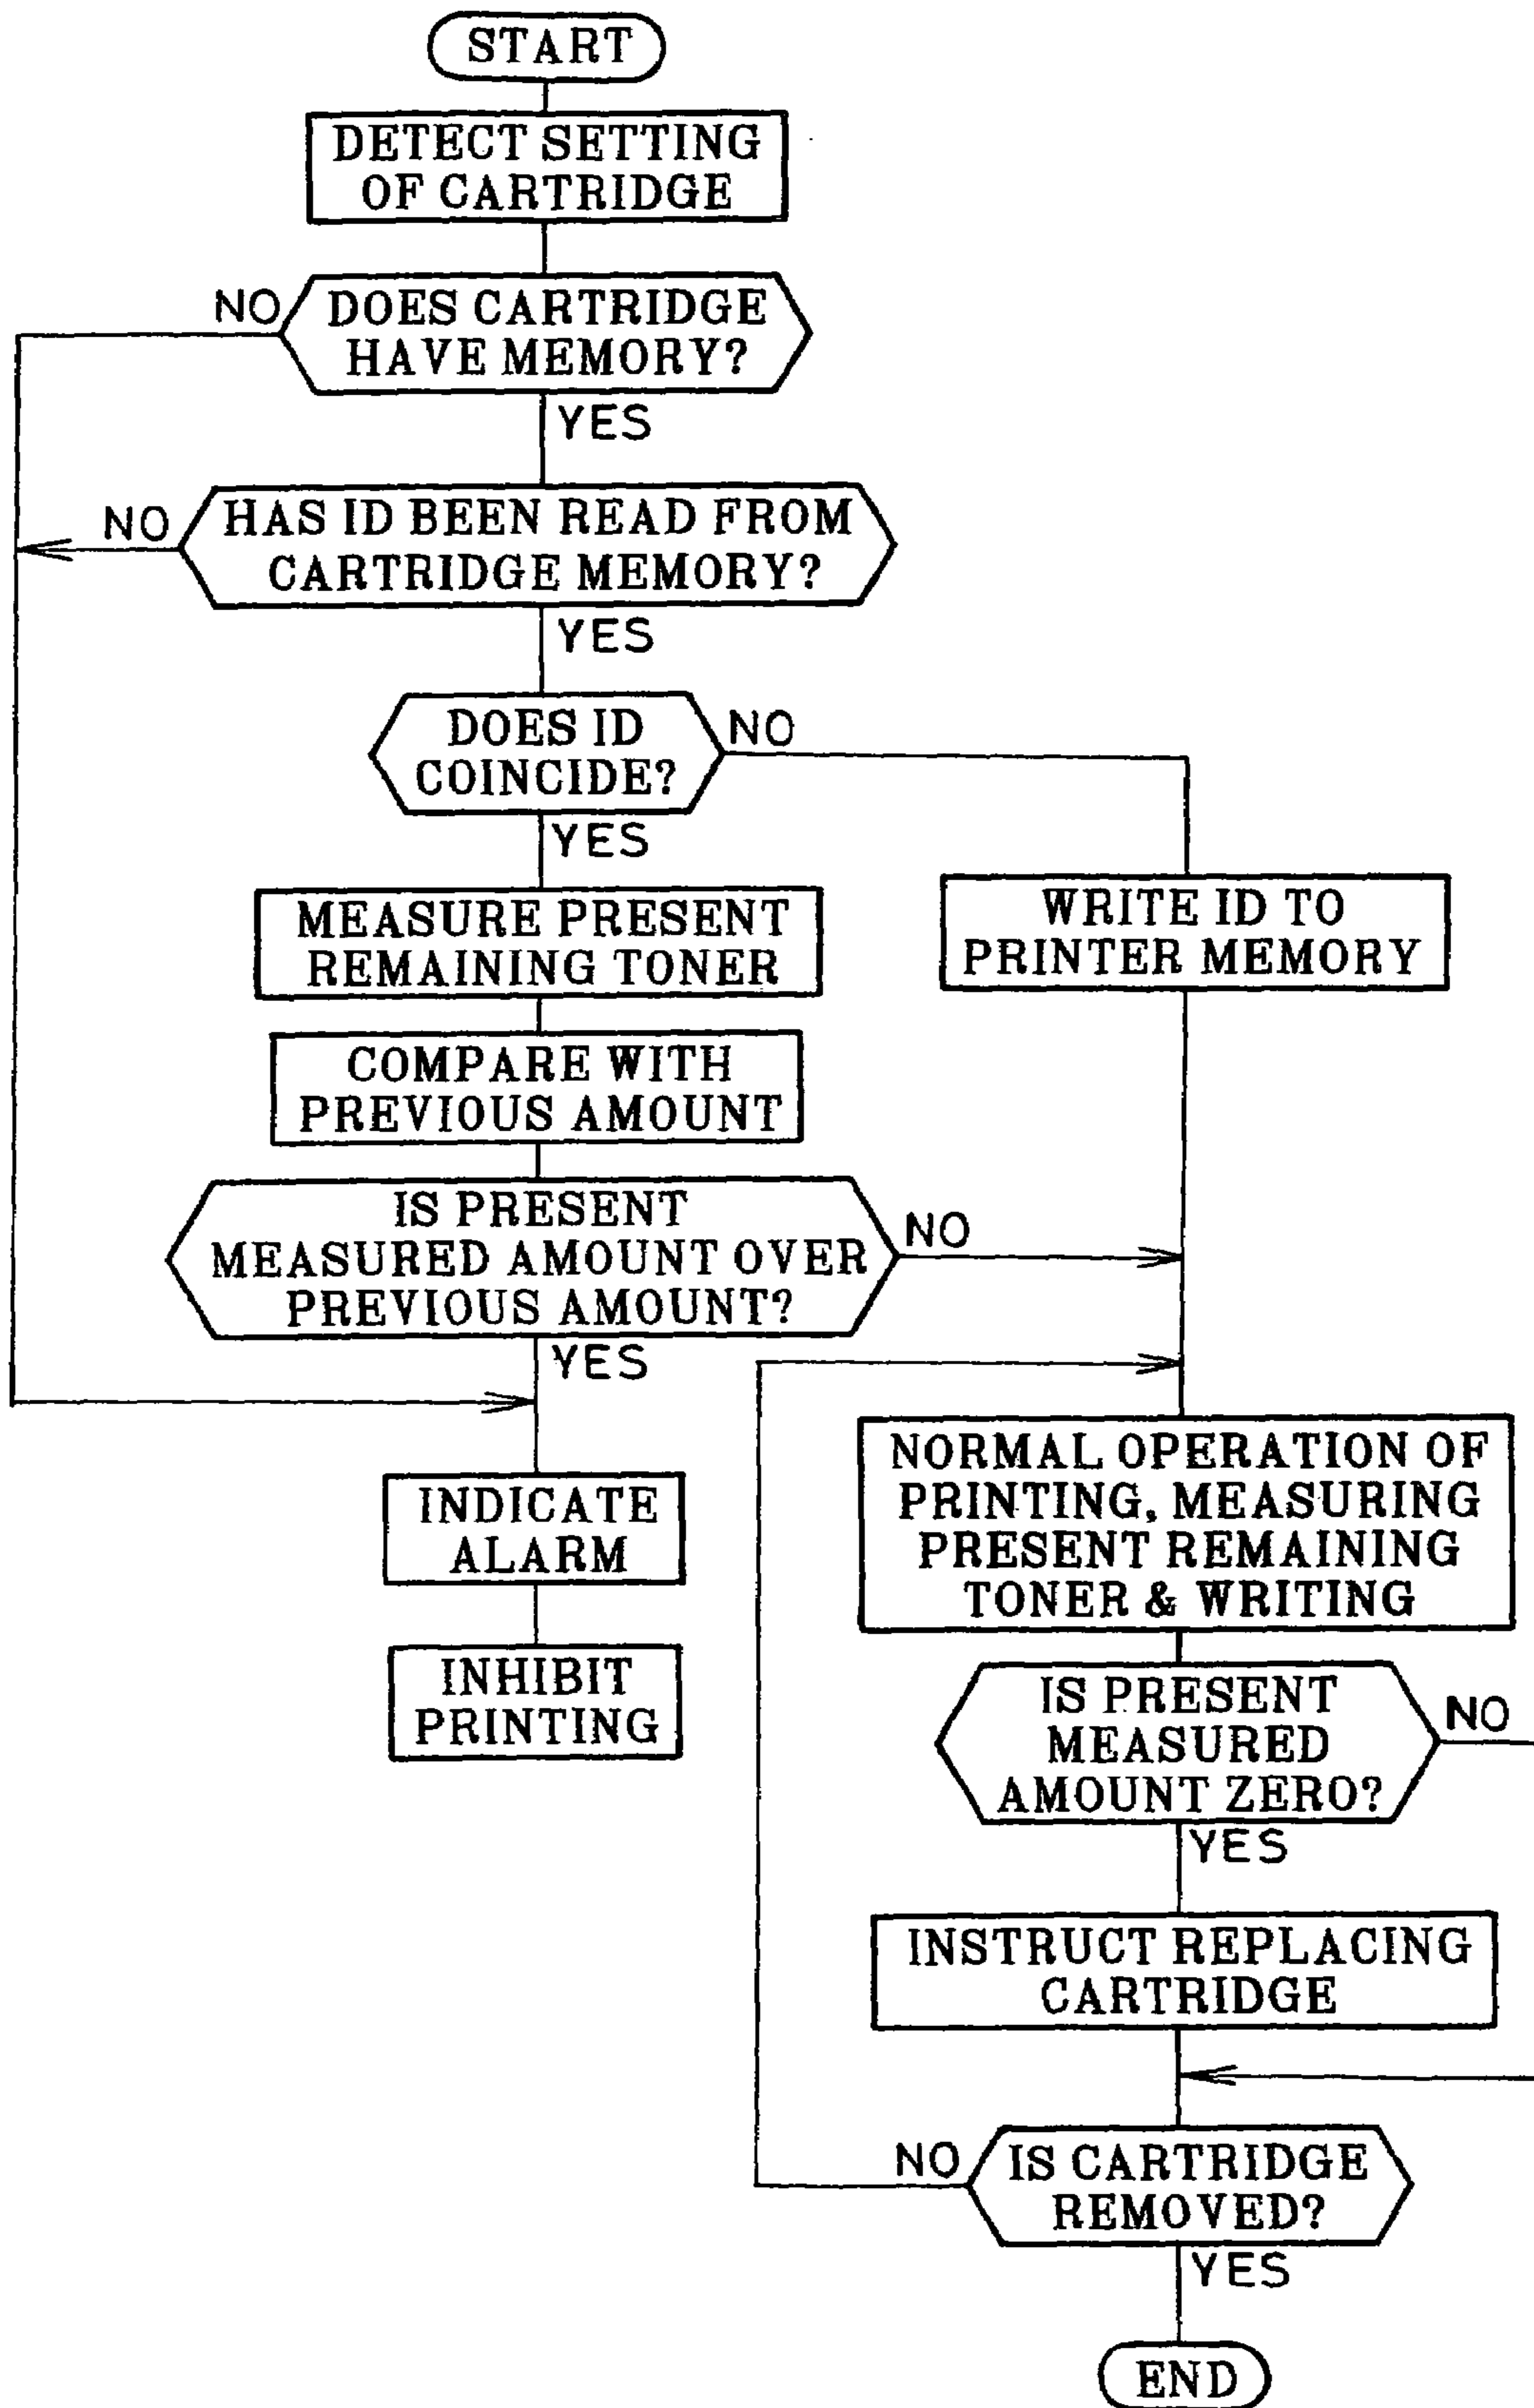 START
DETECT SETTING
OF CARTRIDGE
NO
DOES CARTRIDGE
HAVE MEMORY?
YES
NO
HAS ID BEEN READ FROM
CARTRIDGE MEMORY?
YES
DOES ID
COINCIDE?
NO
YES
MEASURE PRESENT
REMAINING TONER
WRITE ID TO
PRINTER MEMORY
COMPARE WITH
PREVIOUS AMOUNT
IS PRESENT
MEASURED AMOUNT OVER
PREVIOUS AMOUNT?
NO
YES
INDICATE
ALARM
INHIBIT
PRINTING
NORMAL OPERATION OF
PRINTING, MEASURING
PRESENT REMAINING
TONER & WRITING
IS PRESENT
MEASURED
AMOUNT ZERO?
NO
YES
INSTRUCT REPLACING
CARTRIDGE
NO
IS CARTRIDGE
REMOVED?
YES
END